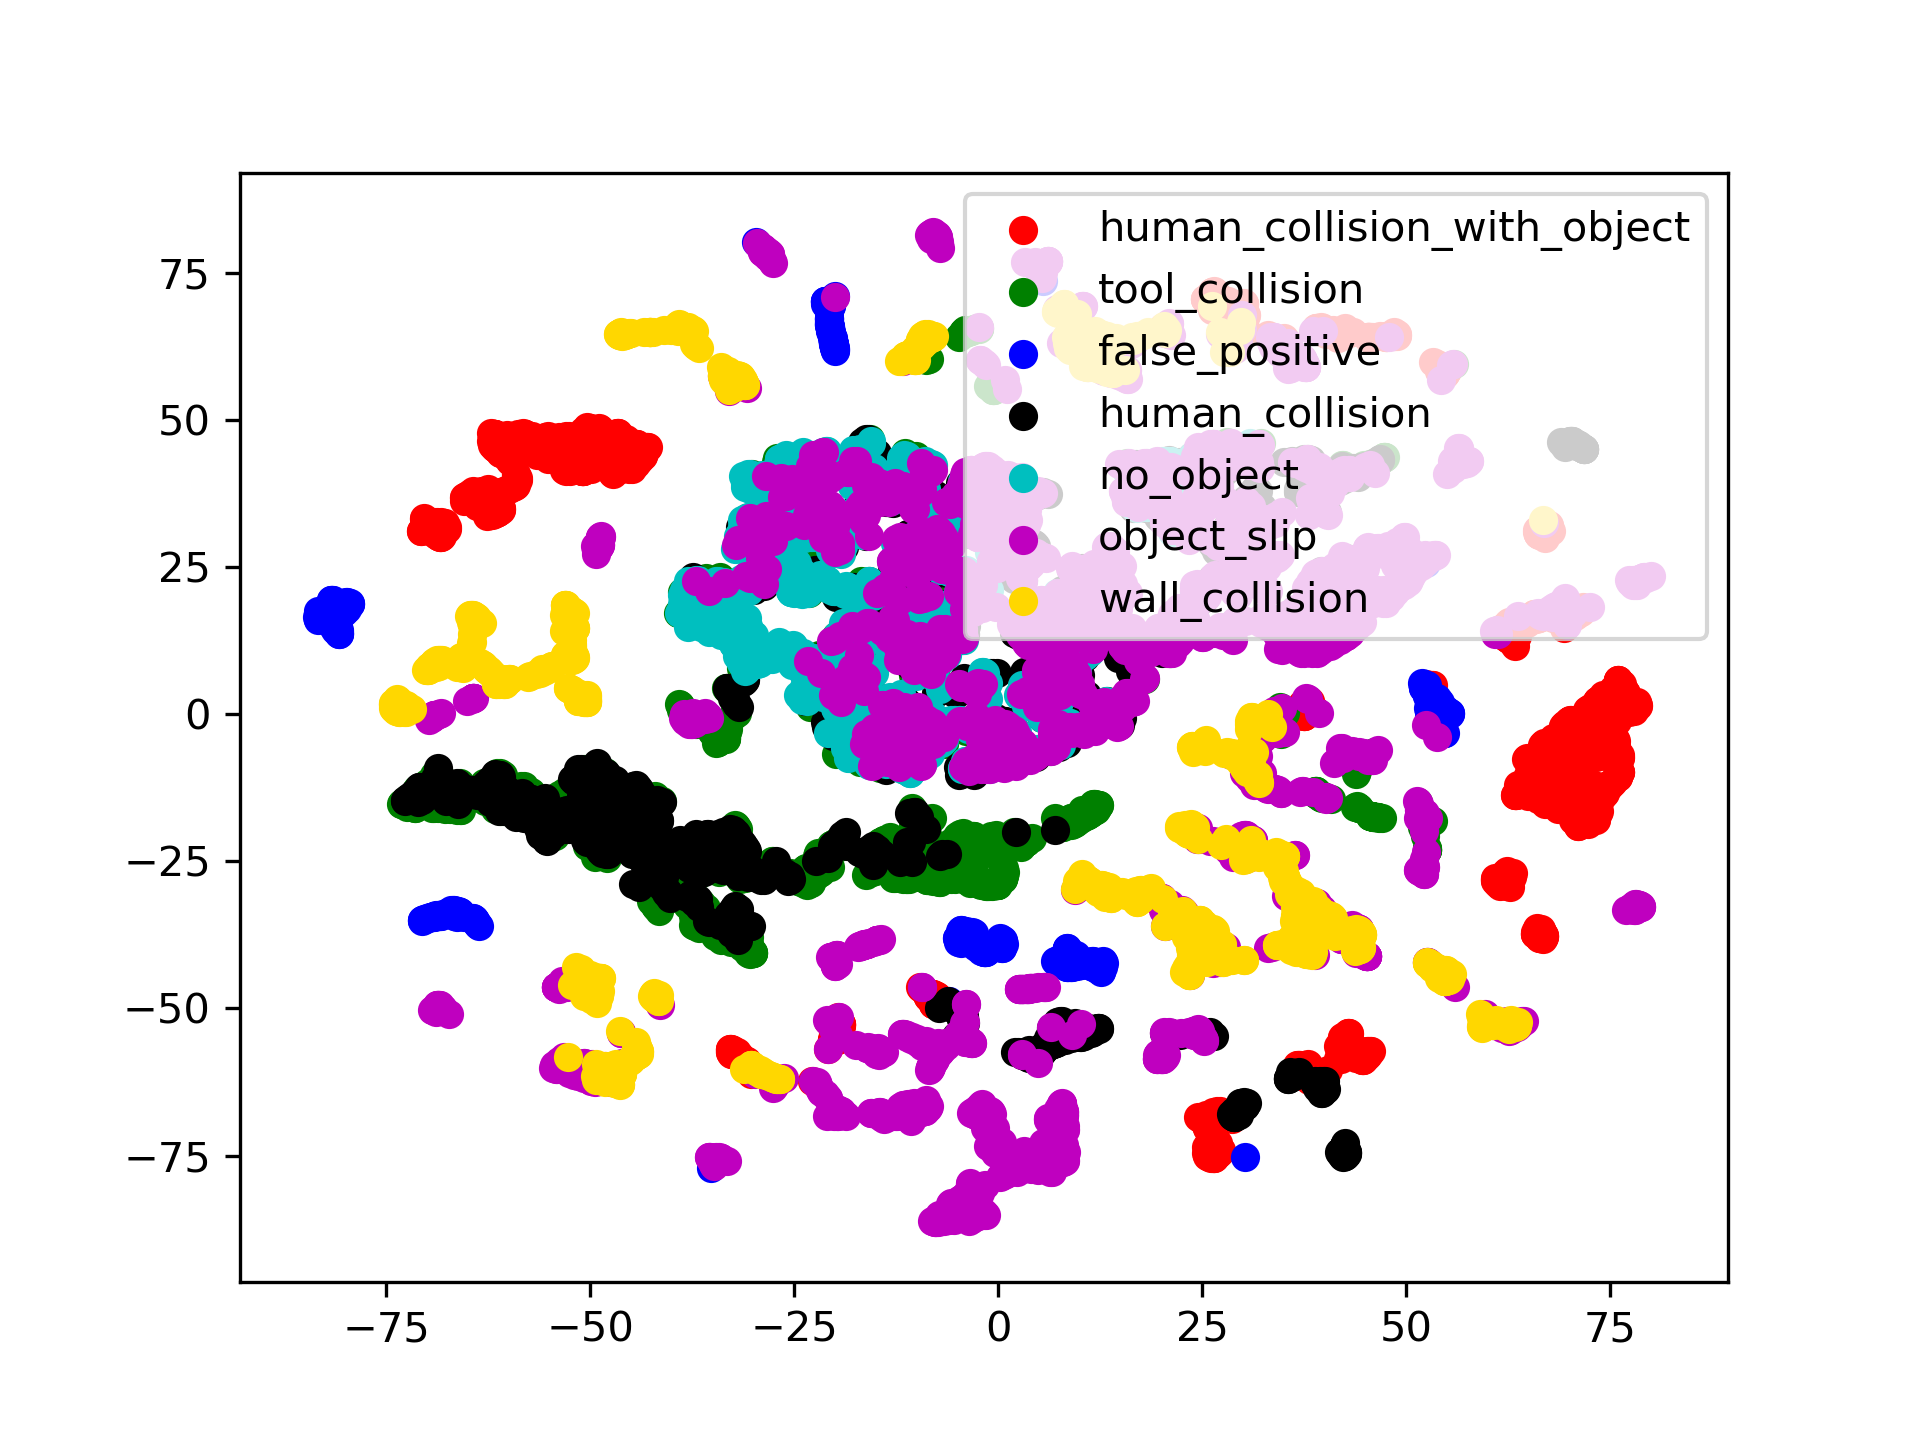 human_collision_with_object
tool_collision
false_positive
human_collision
no_object
object_slip
wall_collision
75
50
25
0
−25
−50
−75
−75 −50 −25 0 25 50 75